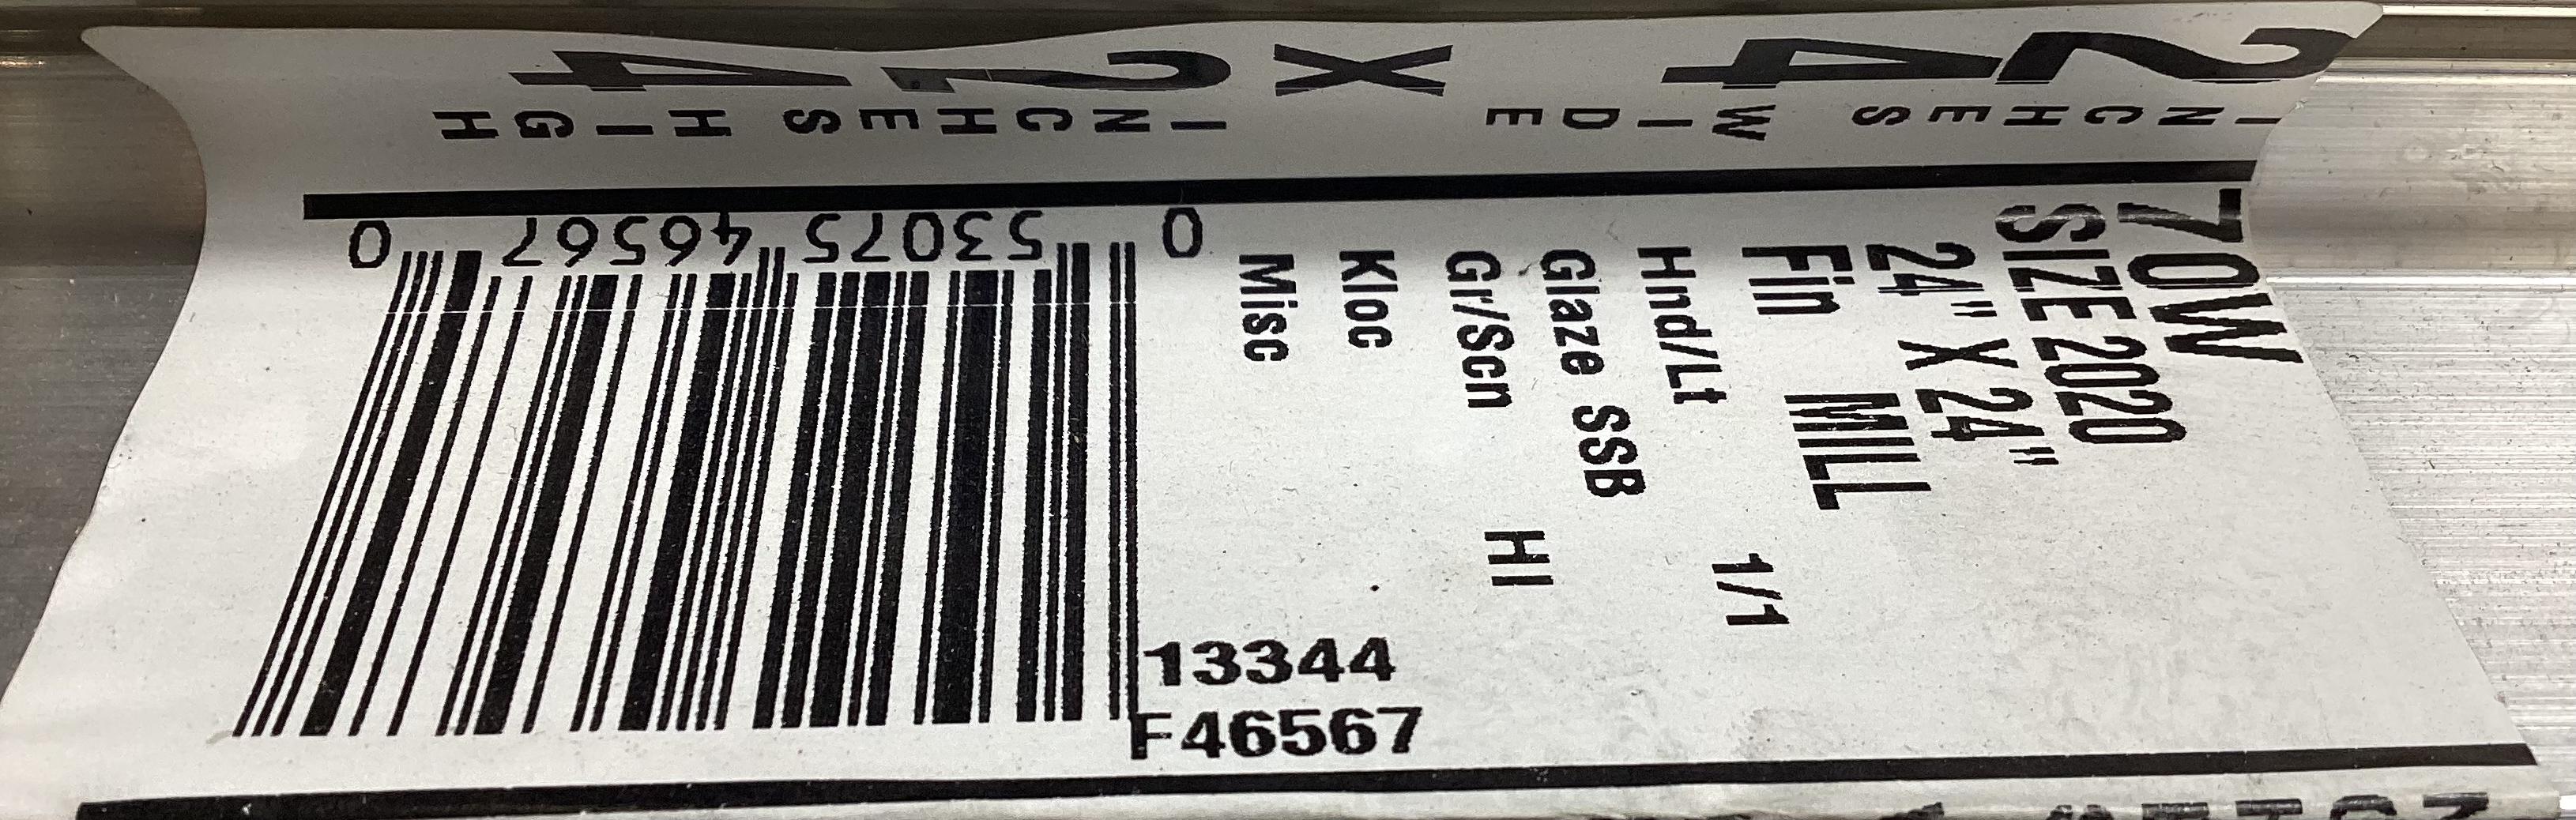 24 X 24
INCHES WIDE INCHES HIGH
70W
SIZE 2020
24" X 24"
Fin MILL
Hnd/Lt 1/1
Glaze SSB
Gr/Scn HI
Kloc
Misc
13344
F46567
0 53075 46567 0